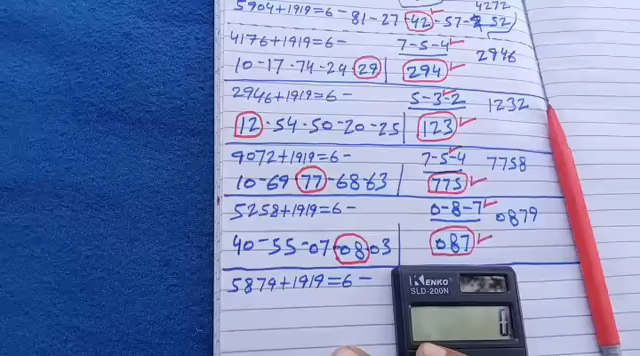 5904+1919=6- 81-27-42-57-52 4272
4176+1919=6- 7-5-4 2946
10-17-74-24-29 294
2946+1919=6- 5-3-2 1232
12-54-50-20-25 123
9072+1919=6- 7-5-4 7758
10-69-77-68-63 775
5258+1919=6- 0-8-7 0879
40-55-07-08-03 087
5879+1919=6-
KENKO
SLD-200N